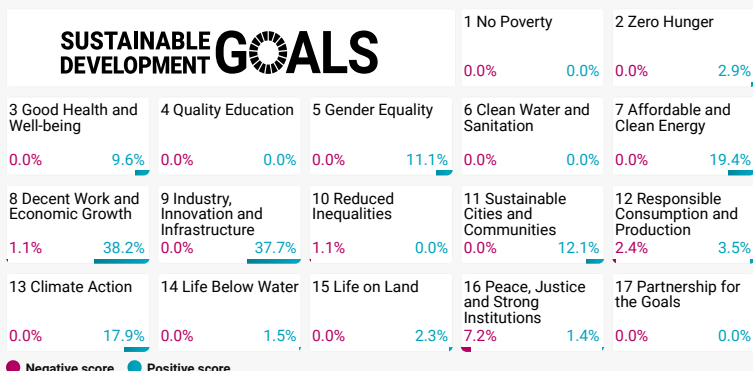 SUSTAINABLE
DEVELOPMENT
GOALS
1 No Poverty
0.0% 0.0%
2 Zero Hunger
0.0% 2.9%
3 Good Health and
Well-being
0.0% 9.6%
4 Quality Education
0.0% 0.0%
5 Gender Equality
0.0% 11.1%
6 Clean Water and
Sanitation
0.0% 0.0%
7 Affordable and
Clean Energy
0.0% 19.4%
8 Decent Work and
Economic Growth
1.1% 38.2%
9 Industry,
Innovation and
Infrastructure
0.0% 37.7%
10 Reduced
Inequalities
1.1% 0.0%
11 Sustainable
Cities and
Communities
0.0% 12.1%
12 Responsible
Consumption and
Production
2.4% 3.5%
13 Climate Action
0.0% 17.9%
14 Life Below Water
0.0% 1.5%
15 Life on Land
0.0% 2.3%
16 Peace, Justice
and Strong
Institutions
7.2% 1.4%
17 Partnership for
the Goals
0.0% 0.0%
Negative score Positive score